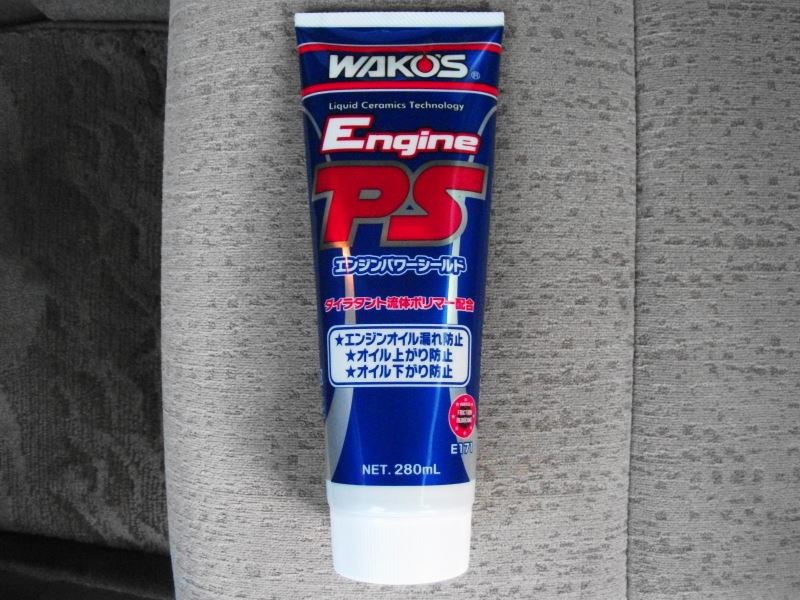 WAKO'S ®
Liquid Ceramics Technology
Engine
PS
エンジンパワーシールド
ダイラタント流体ポリマー配合
★エンジンオイル漏れ防止
★オイル上がり防止
★オイル下がり防止
FRICTION
E171
NET. 280mL